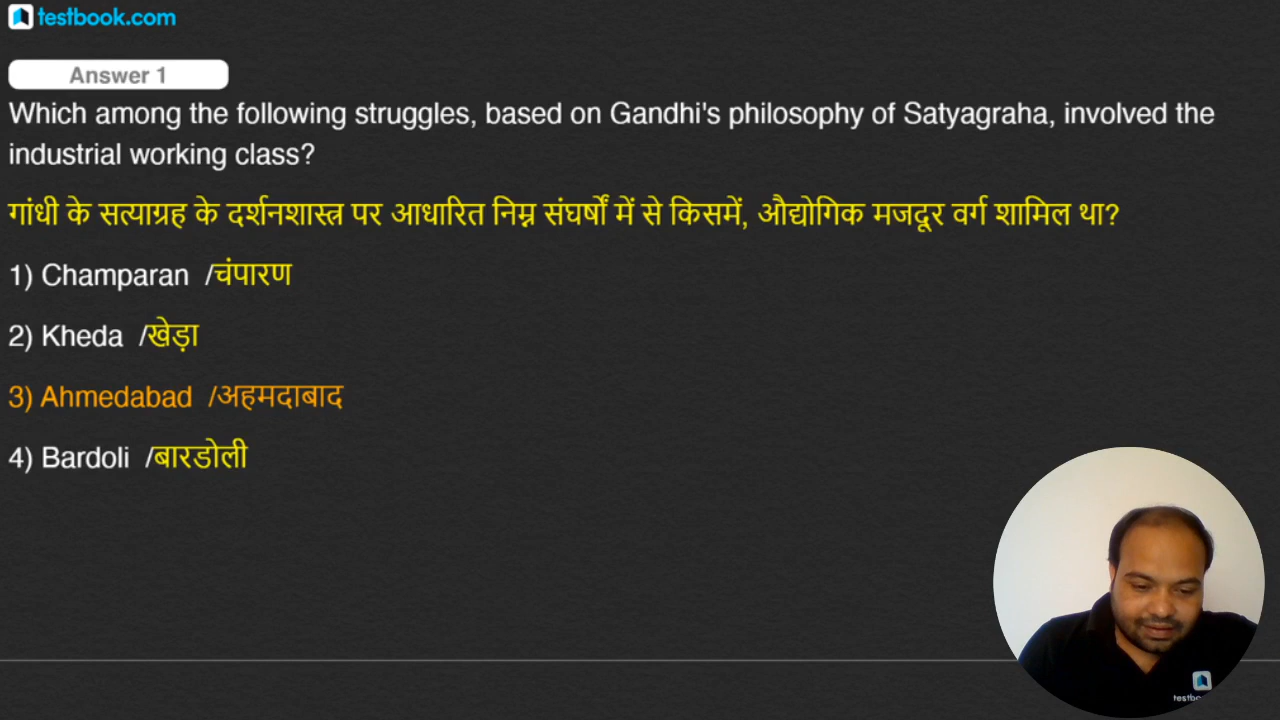 testbook.com
Answer 1
Which among the following struggles, based on Gandhi's philosophy of Satyagraha, involved the
industrial working class?
गांधी के सत्याग्रह के दर्शनशास्त्र पर आधारित निम्न संघर्षों में से किसमें, औद्योगिक मजदूर वर्ग शामिल था?
1) Champaran /चंपारण
2) Kheda /खेड़ा
3) Ahmedabad /अहमदाबाद
4) Bardoli /बारडोली